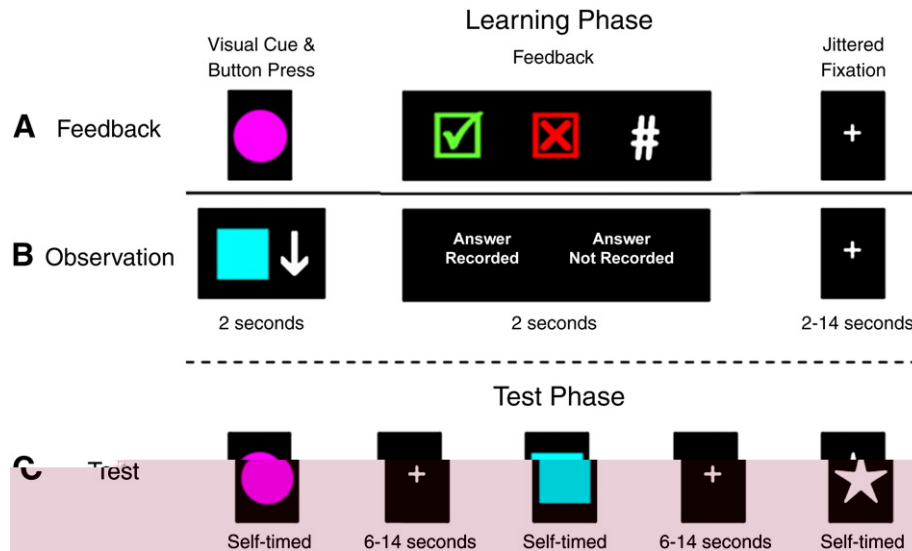 Learning Phase
Visual Cue &
Button Press
Feedback
Jittered
Fixation
A Feedback
#
B Observation
Answer
Recorded
Answer
Not Recorded
2 seconds 2 seconds 2-14 seconds
Test Phase
C Test
Self-timed 6-14 seconds Self-timed 6-14 seconds Self-timed